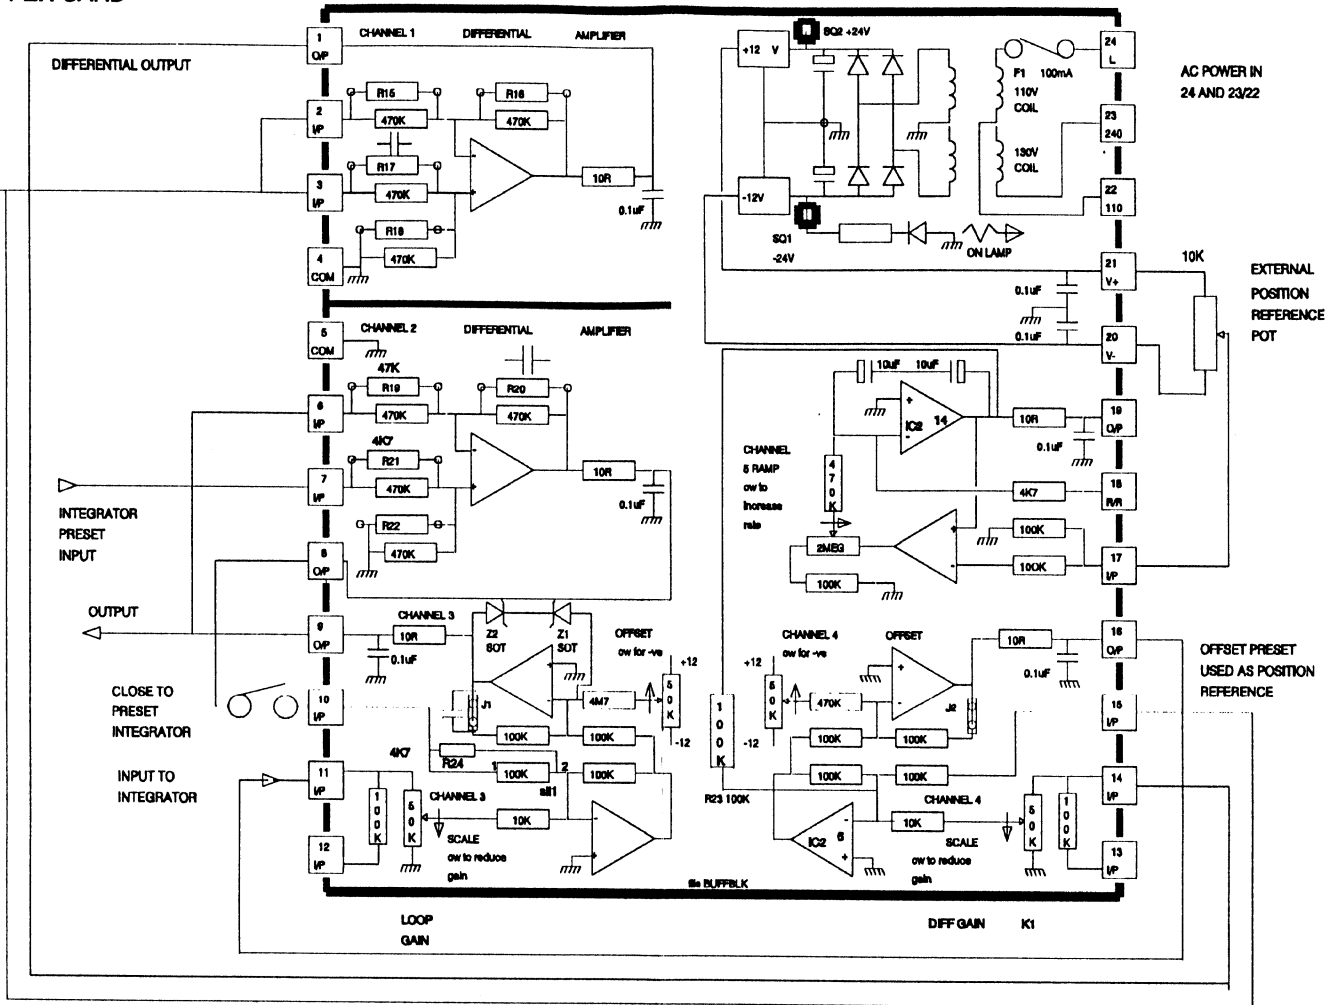 1
O/P
CHANNEL 1
DIFFERENTIAL
AMPLIFIER
DIFFERENTIAL OUTPUT
2
I/P
R15
470K
R16
470K
3
I/P
R17
470K
10R
0.1uF
R18
470K
4
COM
+12 V
SQ2 +24V
-12V
SQ1
-24V
ON LAMP
F1 100mA
110V
COIL
130V
COIL
24
L
23
240
22
110
AC POWER IN
24 AND 23/22
21
V+
20
V-
0.1uF
0.1uF
10K
EXTERNAL
POSITION
REFERENCE
POT
5
COM
CHANNEL 2
DIFFERENTIAL
AMPLIFIER
47K
R19
470K
R20
470K
6
I/P
4K7
R21
470K
7
I/P
10R
0.1uF
R22
470K
8
O/P
INTEGRATOR
PRESET
INPUT
10uF 10uF
IC2 14
10R
0.1uF
19
O/P
CHANNEL
5 RAMP
cw to
increase
rate
470K
4K7
18
R/R
100K
100K
17
I/P
2MEG
100K
OUTPUT
9
O/P
CHANNEL 3
10R
0.1uF
Z2
SOT
Z1
SOT
OFFSET
cw for -ve
+12
50K
-12
4M7
J1
100K
100K
CLOSE TO
PRESET
INTEGRATOR
10
I/P
4K7
R24
1
100K
2
100K
sil1
INPUT TO
INTEGRATOR
11
I/P
12
I/P
100K
50K
CHANNEL 3
10K
SCALE
cw to reduce
gain
CHANNEL 4
cw for -ve
OFFSET
+12
50K
-12
470K
100K
R23 100K
10R
0.1uF
J2
100K
100K
100K
100K
16
O/P
15
I/P
OFFSET PRESET
USED AS POSITION
REFERENCE
14
I/P
13
I/P
CHANNEL 4
10K
SCALE
cw to reduce
gain
50K
100K
IC2 6
file BUFFBLK
LOOP
GAIN
DIFF GAIN K1